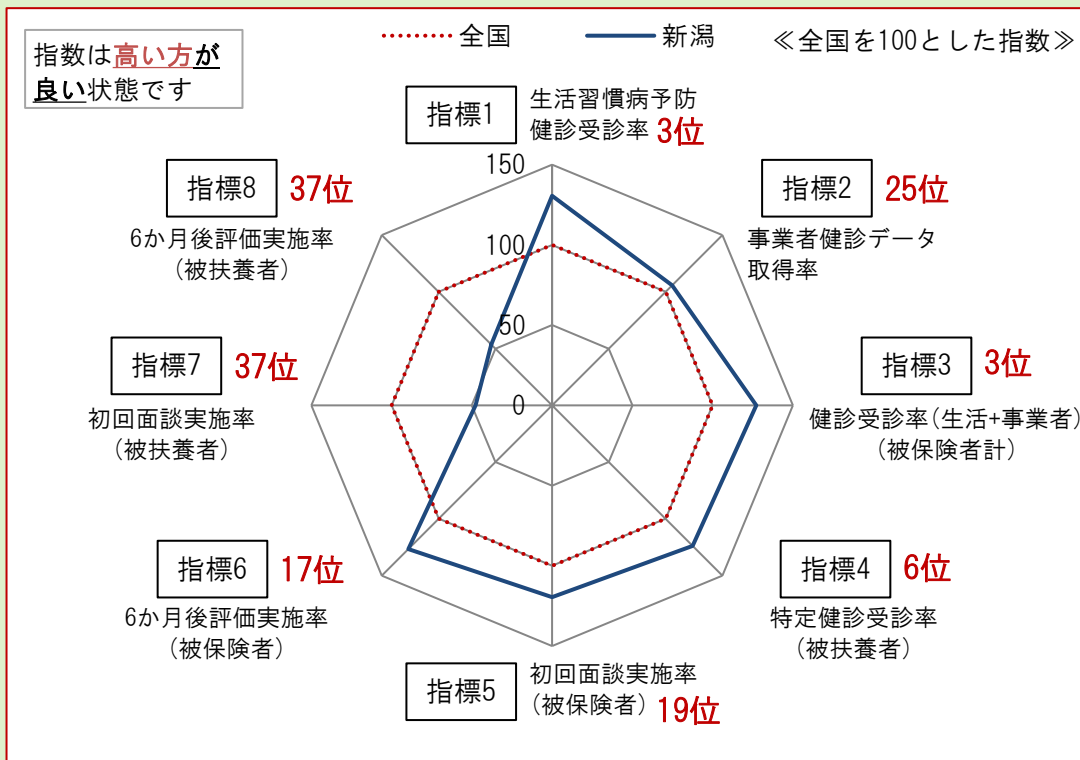 指数は高い方が
良い状態です
全国
新潟
≪全国を100とした指数≫
指標1
生活習慣病予防
健診受診率 3位
指標2 25位
事業者健診データ
取得率
指標3 3位
健診受診率(生活+事業者)
(被保険者計)
指標4 6位
特定健診受診率
(被扶養者)
指標5
初回面談実施率
(被保険者) 19位
指標6 17位
6か月後評価実施率
(被保険者)
指標7 37位
初回面談実施率
(被扶養者)
指標8 37位
6か月後評価実施率
(被扶養者)
150
100
50
0